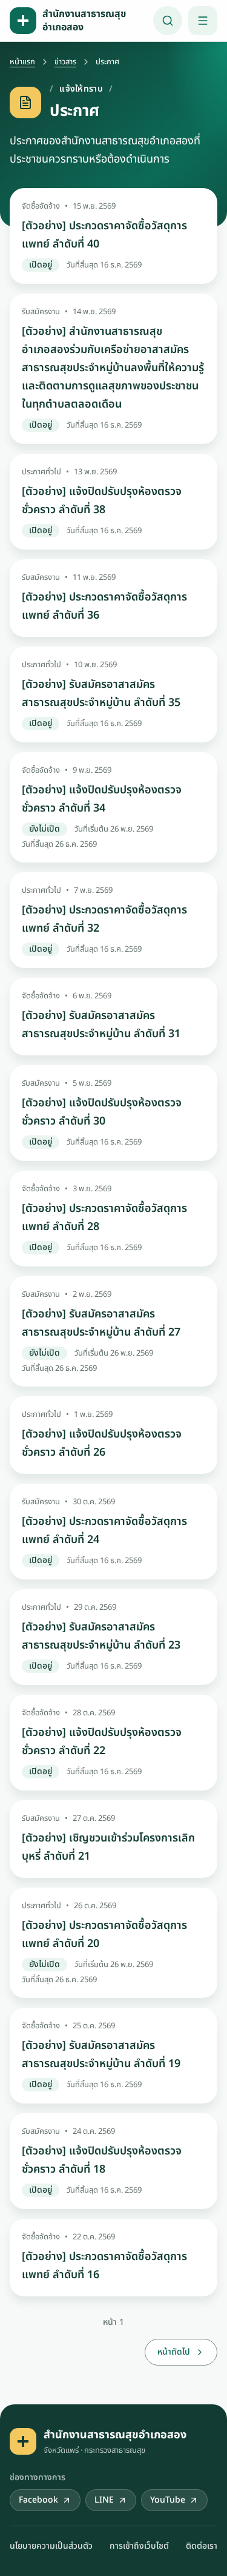 สำนักงานสาธารณสุข
อำเภอสอง
หน้าแรก > ข่าวสาร > ประกาศ
/ แจ้งให้ทราบ /
ประกาศ
ประกาศของสำนักงานสาธารณสุขอำเภอสองที่
ประชาชนควรทราบหรือต้องดำเนินการ
จัดซื้อจัดจ้าง • 15 พ.ย. 2569
[ตัวอย่าง] ประกวดราคาจัดซื้อวัสดุการ
แพทย์ ลำดับที่ 40
เปิดอยู่ วันที่สิ้นสุด 16 ธ.ค. 2569
รับสมัครงาน • 14 พ.ย. 2569
[ตัวอย่าง] สำนักงานสาธารณสุข
อำเภอสองร่วมกับเครือข่ายอาสาสมัคร
สาธารณสุขประจำหมู่บ้านลงพื้นที่ให้ความรู้
และติดตามการดูแลสุขภาพของประชาชน
ในทุกตำบลตลอดเดือน
เปิดอยู่ วันที่สิ้นสุด 16 ธ.ค. 2569
ประกาศทั่วไป • 13 พ.ย. 2569
[ตัวอย่าง] แจ้งปิดปรับปรุงห้องตรวจ
ชั่วคราว ลำดับที่ 38
เปิดอยู่ วันที่สิ้นสุด 16 ธ.ค. 2569
รับสมัครงาน • 11 พ.ย. 2569
[ตัวอย่าง] ประกวดราคาจัดซื้อวัสดุการ
แพทย์ ลำดับที่ 36
ประกาศทั่วไป • 10 พ.ย. 2569
[ตัวอย่าง] รับสมัครอาสาสมัคร
สาธารณสุขประจำหมู่บ้าน ลำดับที่ 35
เปิดอยู่ วันที่สิ้นสุด 16 ธ.ค. 2569
จัดซื้อจัดจ้าง • 9 พ.ย. 2569
[ตัวอย่าง] แจ้งปิดปรับปรุงห้องตรวจ
ชั่วคราว ลำดับที่ 34
ยังไม่เปิด วันที่เริ่มต้น 26 พ.ย. 2569
วันที่สิ้นสุด 26 ธ.ค. 2569
ประกาศทั่วไป • 7 พ.ย. 2569
[ตัวอย่าง] ประกวดราคาจัดซื้อวัสดุการ
แพทย์ ลำดับที่ 32
เปิดอยู่ วันที่สิ้นสุด 16 ธ.ค. 2569
จัดซื้อจัดจ้าง • 6 พ.ย. 2569
[ตัวอย่าง] รับสมัครอาสาสมัคร
สาธารณสุขประจำหมู่บ้าน ลำดับที่ 31
รับสมัครงาน • 5 พ.ย. 2569
[ตัวอย่าง] แจ้งปิดปรับปรุงห้องตรวจ
ชั่วคราว ลำดับที่ 30
เปิดอยู่ วันที่สิ้นสุด 16 ธ.ค. 2569
จัดซื้อจัดจ้าง • 3 พ.ย. 2569
[ตัวอย่าง] ประกวดราคาจัดซื้อวัสดุการ
แพทย์ ลำดับที่ 28
เปิดอยู่ วันที่สิ้นสุด 16 ธ.ค. 2569
รับสมัครงาน • 2 พ.ย. 2569
[ตัวอย่าง] รับสมัครอาสาสมัคร
สาธารณสุขประจำหมู่บ้าน ลำดับที่ 27
ยังไม่เปิด วันที่เริ่มต้น 26 พ.ย. 2569
วันที่สิ้นสุด 26 ธ.ค. 2569
ประกาศทั่วไป • 1 พ.ย. 2569
[ตัวอย่าง] แจ้งปิดปรับปรุงห้องตรวจ
ชั่วคราว ลำดับที่ 26
รับสมัครงาน • 30 ต.ค. 2569
[ตัวอย่าง] ประกวดราคาจัดซื้อวัสดุการ
แพทย์ ลำดับที่ 24
เปิดอยู่ วันที่สิ้นสุด 16 ธ.ค. 2569
ประกาศทั่วไป • 29 ต.ค. 2569
[ตัวอย่าง] รับสมัครอาสาสมัคร
สาธารณสุขประจำหมู่บ้าน ลำดับที่ 23
เปิดอยู่ วันที่สิ้นสุด 16 ธ.ค. 2569
จัดซื้อจัดจ้าง • 28 ต.ค. 2569
[ตัวอย่าง] แจ้งปิดปรับปรุงห้องตรวจ
ชั่วคราว ลำดับที่ 22
เปิดอยู่ วันที่สิ้นสุด 16 ธ.ค. 2569
รับสมัครงาน • 27 ต.ค. 2569
[ตัวอย่าง] เชิญชวนเข้าร่วมโครงการเลิก
บุหรี่ ลำดับที่ 21
ประกาศทั่วไป • 26 ต.ค. 2569
[ตัวอย่าง] ประกวดราคาจัดซื้อวัสดุการ
แพทย์ ลำดับที่ 20
ยังไม่เปิด วันที่เริ่มต้น 26 พ.ย. 2569
วันที่สิ้นสุด 26 ธ.ค. 2569
จัดซื้อจัดจ้าง • 25 ต.ค. 2569
[ตัวอย่าง] รับสมัครอาสาสมัคร
สาธารณสุขประจำหมู่บ้าน ลำดับที่ 19
เปิดอยู่ วันที่สิ้นสุด 16 ธ.ค. 2569
รับสมัครงาน • 24 ต.ค. 2569
[ตัวอย่าง] แจ้งปิดปรับปรุงห้องตรวจ
ชั่วคราว ลำดับที่ 18
เปิดอยู่ วันที่สิ้นสุด 16 ธ.ค. 2569
จัดซื้อจัดจ้าง • 22 ต.ค. 2569
[ตัวอย่าง] ประกวดราคาจัดซื้อวัสดุการ
แพทย์ ลำดับที่ 16
หน้า 1
หน้าถัดไป
สำนักงานสาธารณสุขอำเภอสอง
จังหวัดแพร่ · กระทรวงสาธารณสุข
ช่องทางทางการ
Facebook LINE YouTube
นโยบายความเป็นส่วนตัว การเข้าถึงเว็บไซต์ ติดต่อเรา